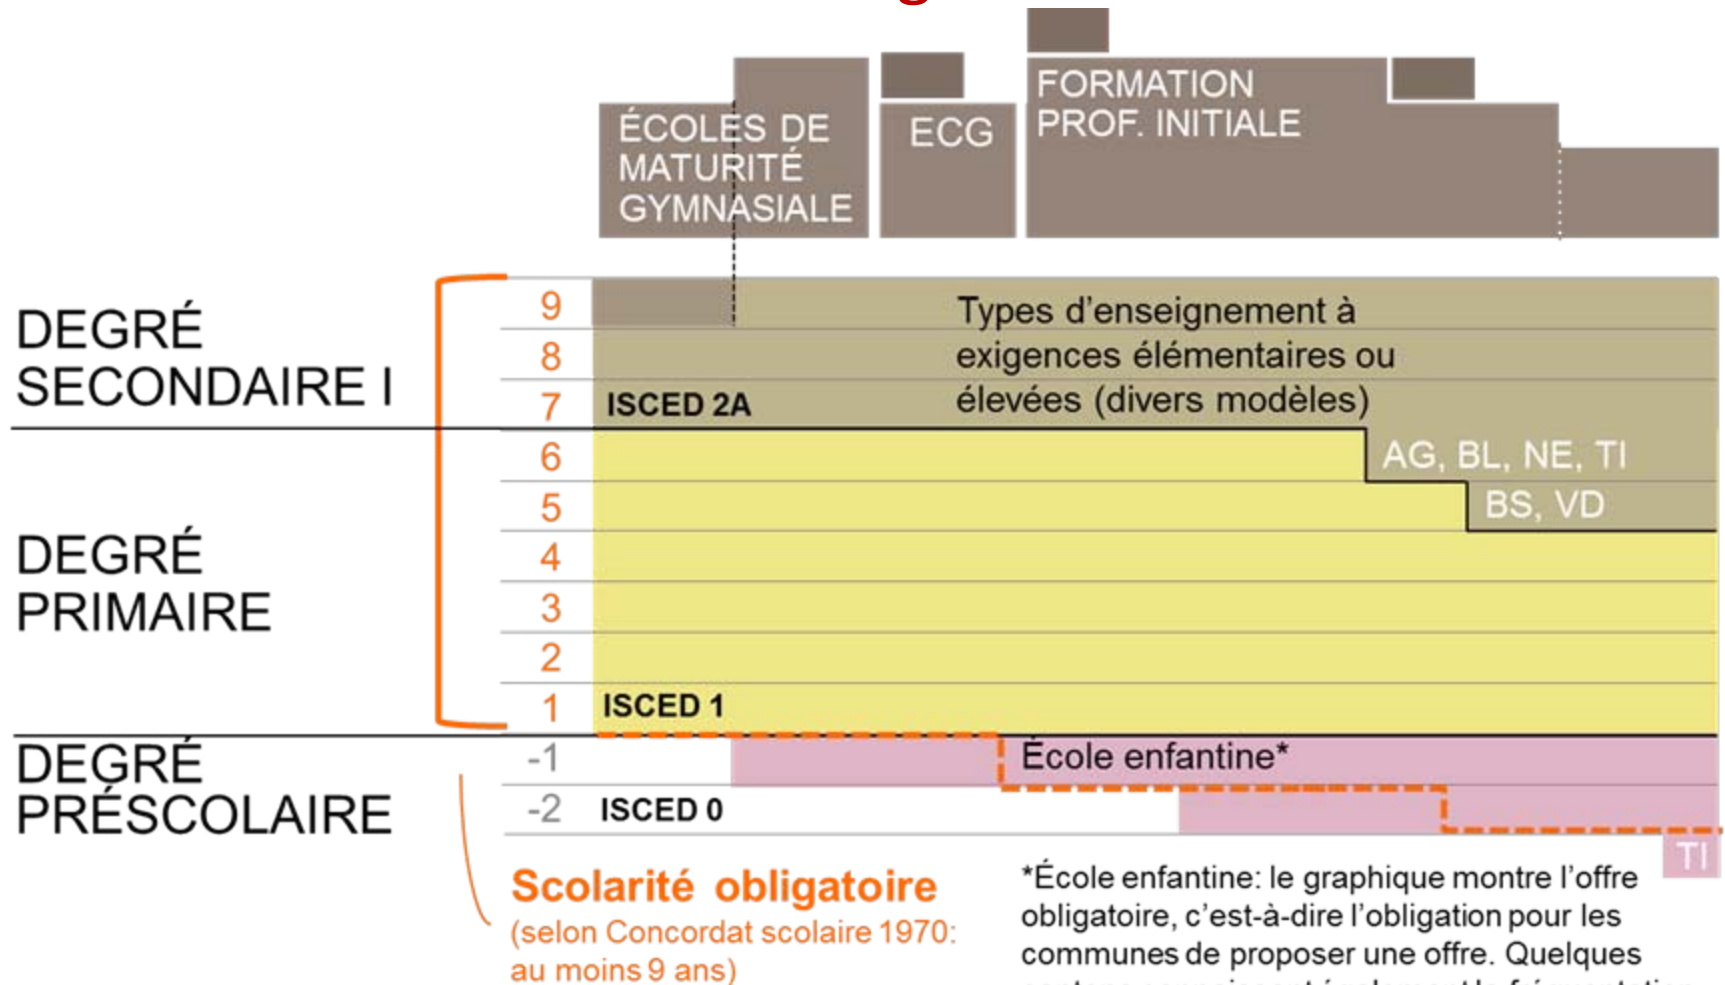 ÉCOLES DE
MATURITÉ
GYMNASIALE
ECG
FORMATION
PROF. INITIALE
DEGRÉ
SECONDAIRE I
9
8
7
Types d'enseignement à
exigences élémentaires ou
élevées (divers modèles)
ISCED 2A
6
AG, BL, NE, TI
5
BS, VD
DEGRÉ
PRIMAIRE
4
3
2
1
ISCED 1
DEGRÉ
PRÉSCOLAIRE
-1
École enfantine*
-2
ISCED 0
TI
Scolarité obligatoire
(selon Concordat scolaire 1970:
au moins 9 ans)
*École enfantine: le graphique montre l'offre
obligatoire, c'est-à-dire l'obligation pour les
communes de proposer une offre. Quelques